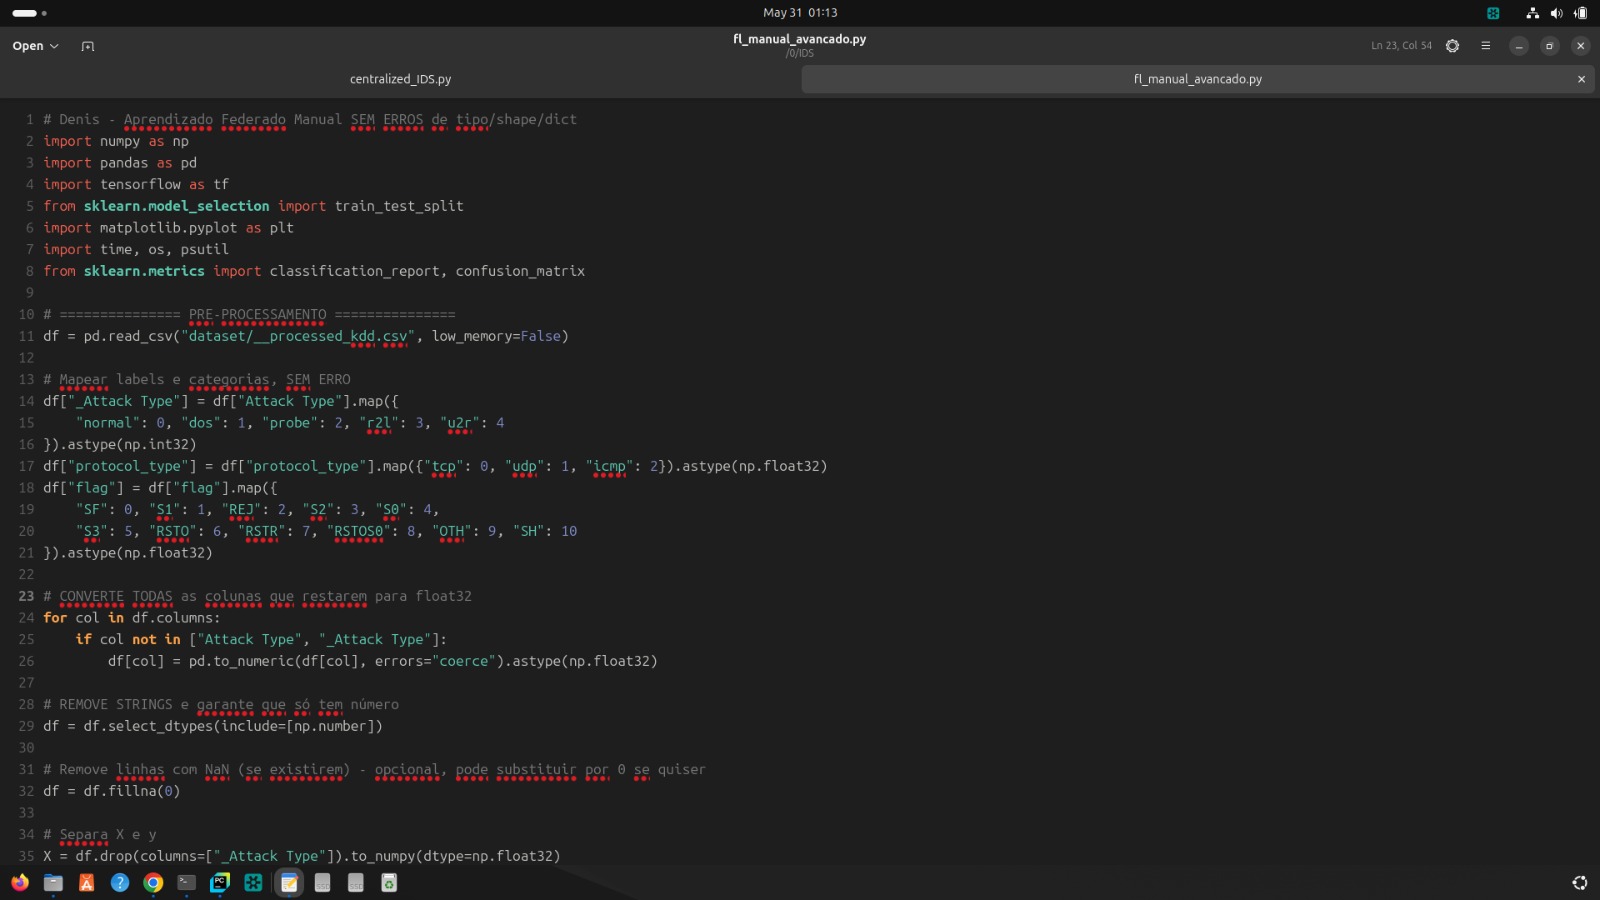 May 31 01:13
Open
fl_manual_avancado.py
/0/IDS
Ln 23, Col 54
centralized_IDS.py
fl_manual_avancado.py
1 # Denis - Aprendizado Federado Manual SEM ERROS de tipo/shape/dict
2 import numpy as np
3 import pandas as pd
4 import tensorflow as tf
5 from sklearn.model_selection import train_test_split
6 import matplotlib.pyplot as plt
7 import time, os, psutil
8 from sklearn.metrics import classification_report, confusion_matrix
9
10 # =============== PRE-PROCESSAMENTO ===============
11 df = pd.read_csv("dataset/__processed_kdd.csv", low_memory=False)
12
13 # Mapear labels e categorias, SEM ERRO
14 df["_Attack Type"] = df["Attack Type"].map({
15     "normal": 0, "dos": 1, "probe": 2, "r2l": 3, "u2r": 4
16 }).astype(np.int32)
17 df["protocol_type"] = df["protocol_type"].map({"tcp": 0, "udp": 1, "icmp": 2}).astype(np.float32)
18 df["flag"] = df["flag"].map({
19     "SF": 0, "S1": 1, "REJ": 2, "S2": 3, "S0": 4,
20     "S3": 5, "RSTO": 6, "RSTR": 7, "RSTOS0": 8, "OTH": 9, "SH": 10
21 }).astype(np.float32)
22
23 # CONVERTE TODAS as colunas que restarem para float32
24 for col in df.columns:
25     if col not in ["Attack Type", "_Attack Type"]:
26         df[col] = pd.to_numeric(df[col], errors="coerce").astype(np.float32)
27
28 # REMOVE STRINGS e garante que só tem número
29 df = df.select_dtypes(include=[np.number])
30
31 # Remove linhas com NaN (se existirem) - opcional, pode substituir por 0 se quiser
32 df = df.fillna(0)
33
34 # Separa X e y
35 X = df.drop(columns=["_Attack Type"]).to_numpy(dtype=np.float32)